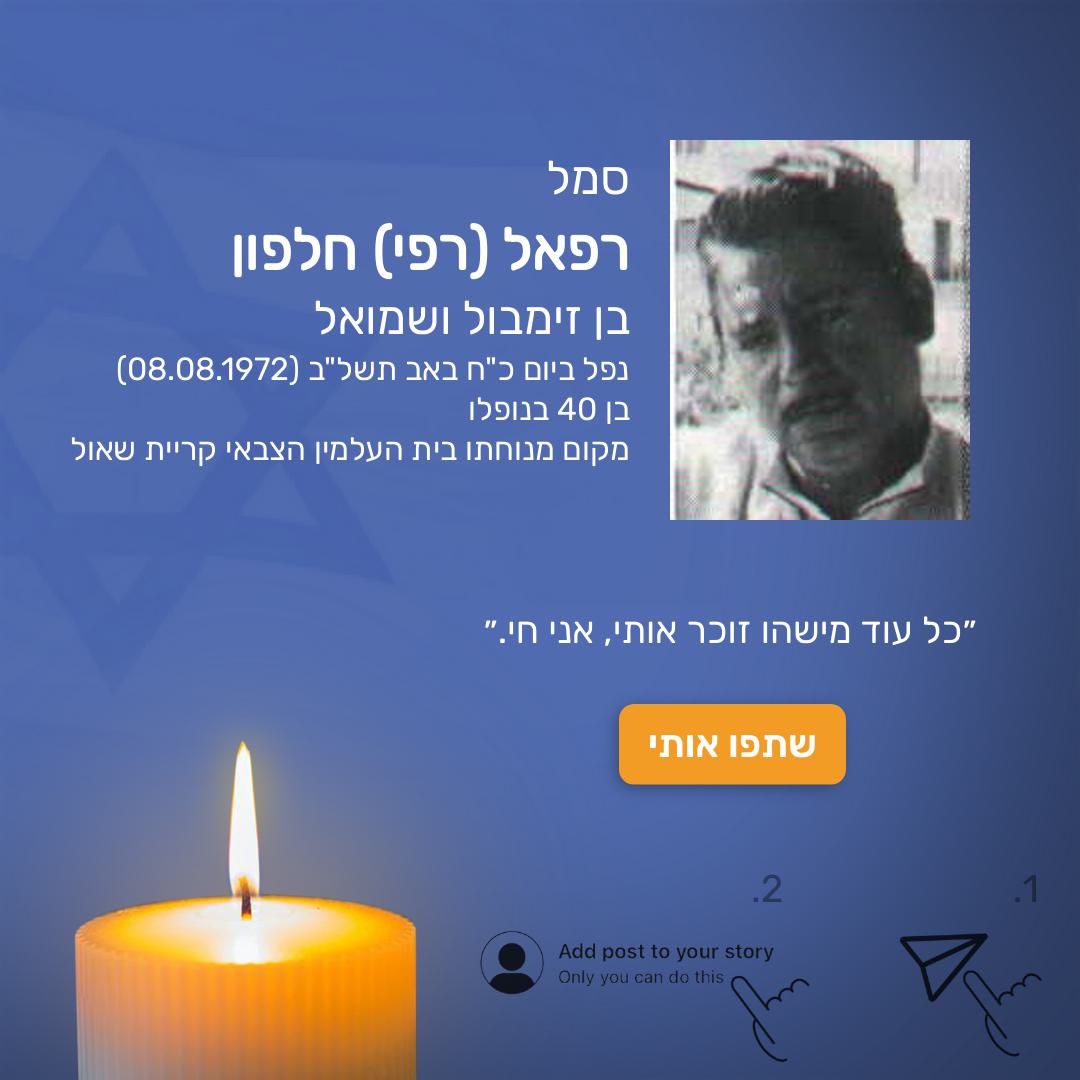 סמל
רפאל (רפי) חלפון
בן זימבול ושמואל
נפל ביום כ"ח באב תשל"ב (08.08.1972)
בן 40 בנופלו
מקום מנוחתו בית העלמין הצבאי קריית שאול
״כל עוד מישהו זוכר אותי, אני חי.״
שתפו אותי
.1
.2
Add post to your story
Only you can do this